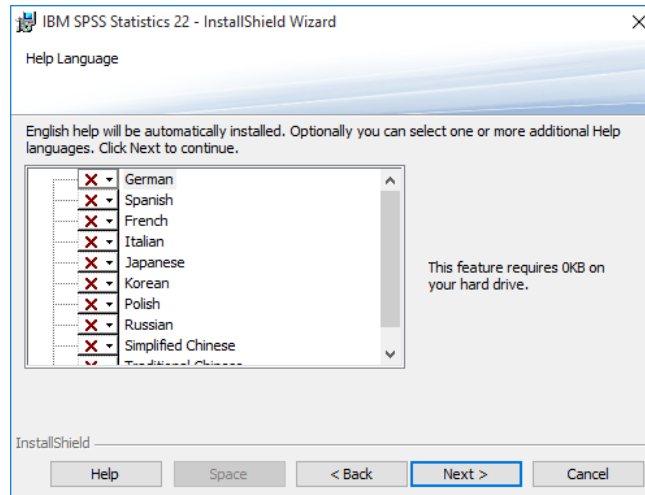 IBM SPSS Statistics 22 - InstallShield Wizard
Help Language
English help will be automatically installed. Optionally you can select one or more additional Help
languages. Click Next to continue.
German
Spanish
French
Italian
Japanese
Korean
Polish
Russian
Simplified Chinese
Traditional Chinese
This feature requires 0KB on
your hard drive.
InstallShield
Help
Space
< Back
Next >
Cancel